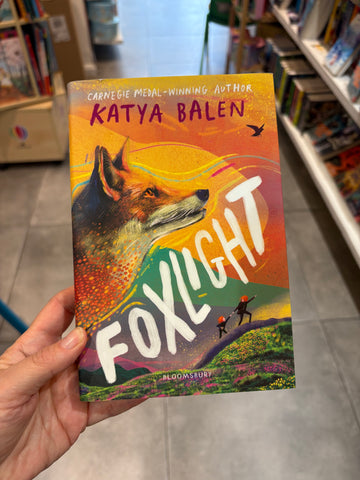 CARNEGIE MEDAL-WINNING AUTHOR
KATYA BALEN
FOXLIGHT
BLOOMSBURY